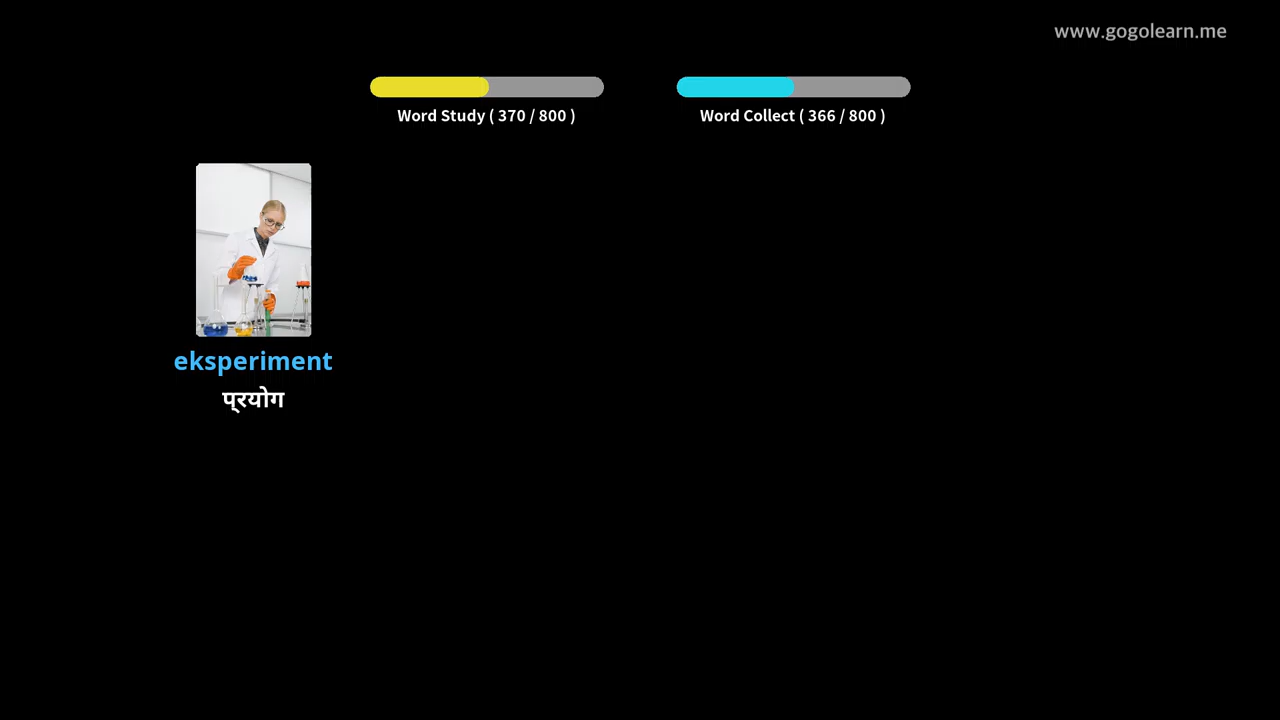 www.gogolearn.me
Word Study ( 370 / 800 )
Word Collect ( 366 / 800 )
eksperiment
प्रयोग